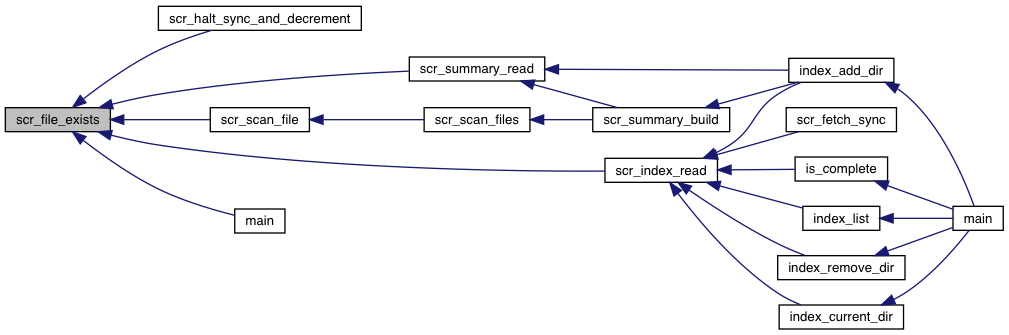 scr_halt_sync_and_decrement
scr_summary_read
index_add_dir
scr_file_exists
scr_scan_file
scr_scan_files
scr_summary_build
scr_fetch_sync
scr_index_read
is_complete
main
index_list
main
index_remove_dir
index_current_dir